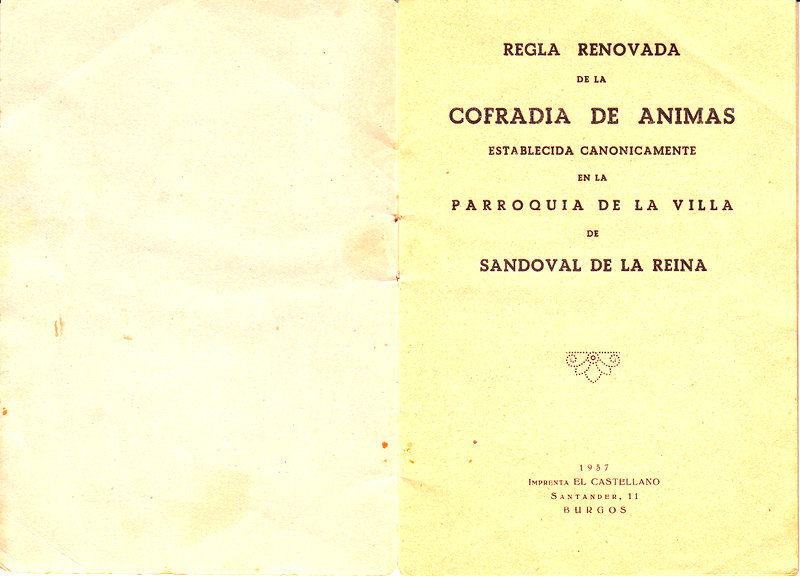 REGLA RENOVADA
DE LA
COFRADIA DE ANIMAS
ESTABLECIDA CANONICAMENTE
EN LA
PARROQUIA DE LA VILLA
DE
SANDOVAL DE LA REINA
1957
IMPRENTA EL CASTELLANO
SANTANDER, 11
BURGOS